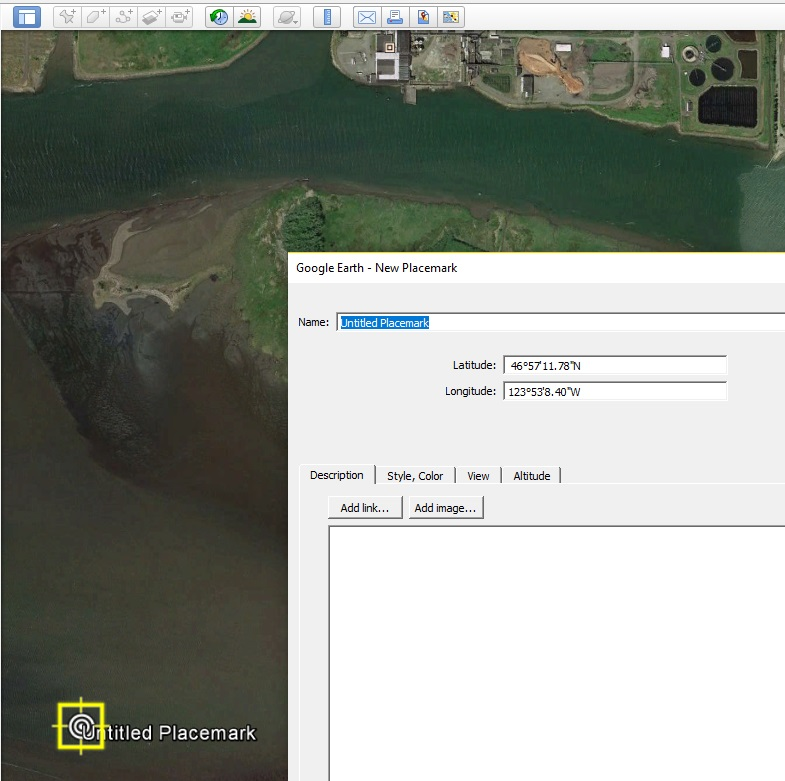 Google Earth - New Placemark
Name: Untitled Placemark
Latitude: 46°57'11.78"N
Longitude: 123°53'8.40"W
Description Style, Color View Altitude
Add link... Add image...
Untitled Placemark